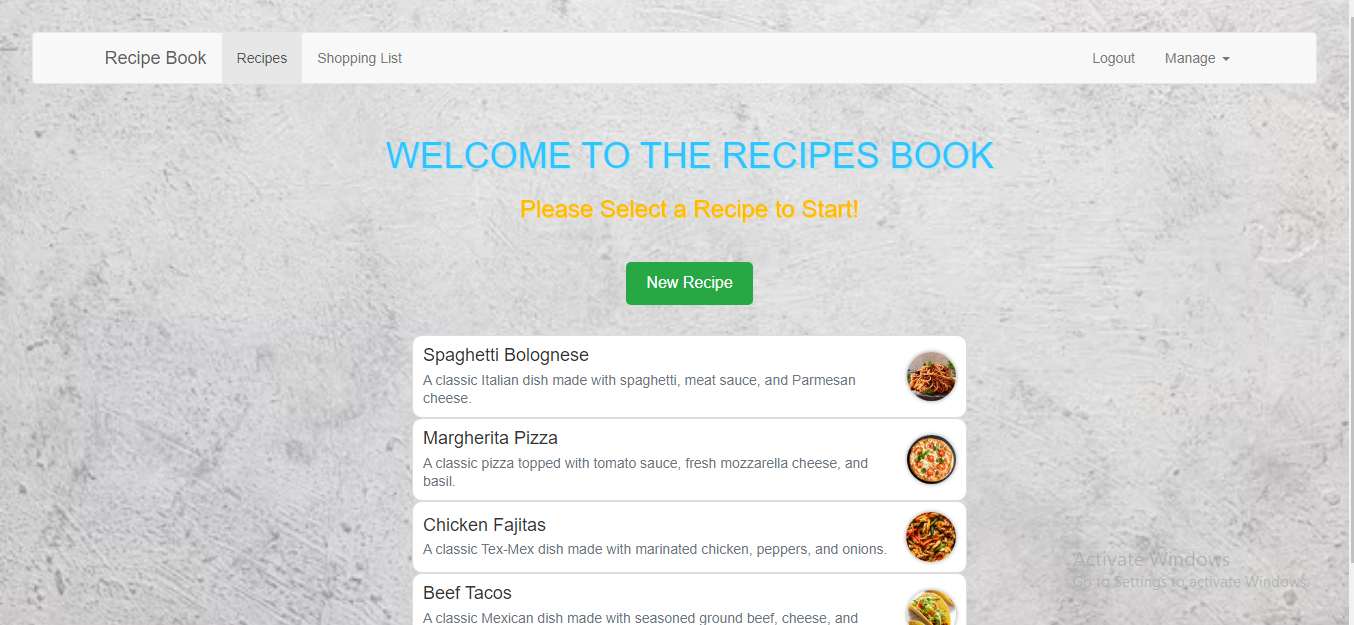 Recipe Book Recipes Shopping List Logout Manage
WELCOME TO THE RECIPES BOOK
Please Select a Recipe to Start!
New Recipe
Spaghetti Bolognese
A classic Italian dish made with spaghetti, meat sauce, and Parmesan
cheese.
Margherita Pizza
A classic pizza topped with tomato sauce, fresh mozzarella cheese, and
basil.
Chicken Fajitas
A classic Tex-Mex dish made with marinated chicken, peppers, and onions.
Activate Windows
Go to Settings to activate Windows.
Beef Tacos
A classic Mexican dish made with seasoned ground beef, cheese, and